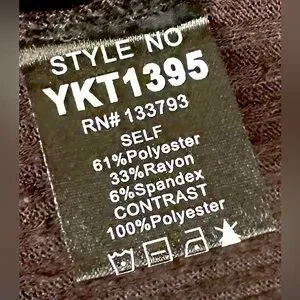 STYLE NO
YKT1395
RN# 133793
SELF
61%Polyester
33%Rayon
6%Spandex
CONTRAST
100%Polyester